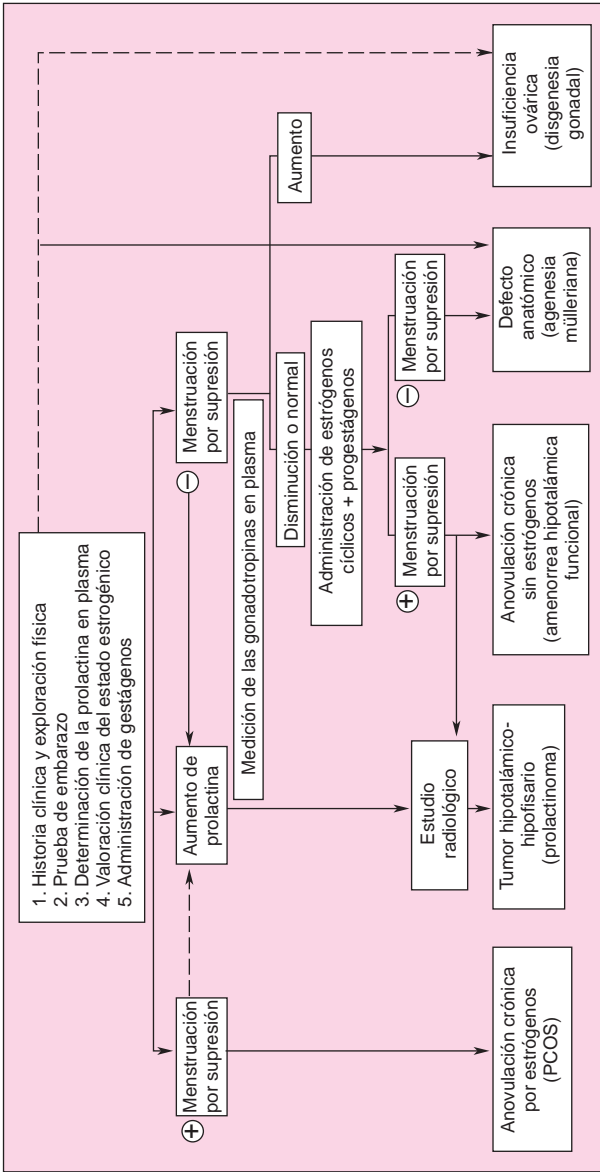 1. Historia clínica y exploración física
2. Prueba de embarazo
3. Determinación de la prolactina en plasma
4. Valoración clínica del estado estrogénico
5. Administración de gestágenos
+
Menstruación
por supresión
Aumento de
prolactina
−
Menstruación
por supresión
Medición de las gonadotropinas en plasma
Disminución o normal
Aumento
Administración de estrógenos
cíclicos + progestágenos
+
Menstruación
por supresión
−
Menstruación
por supresión
Estudio
radiológico
Anovulación crónica
por estrógenos
(PCOS)
Tumor hipotalámico-
hipofisario
(prolactinoma)
Anovulación crónica
sin estrógenos
(amenorrea hipotalámica
funcional)
Defecto
anatómico
(agenesia
mülleriana)
Insuficiencia
ovárica
(disgenesia
gonadal)